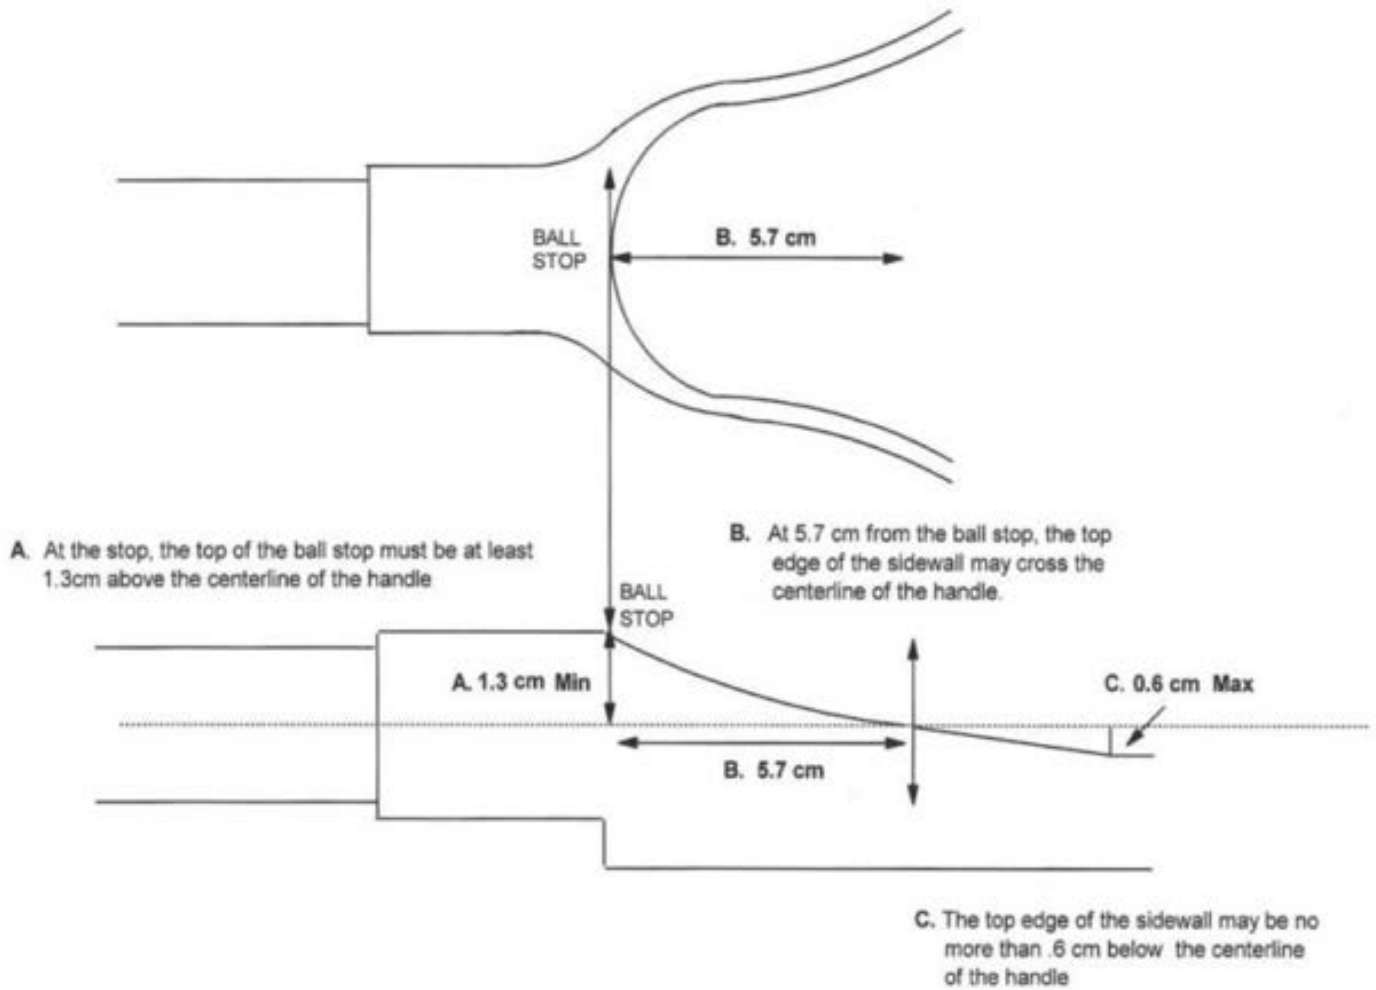 BALL
STOP
B. 5.7 cm
A. At the stop, the top of the ball stop must be at least
1.3cm above the centerline of the handle
B. At 5.7 cm from the ball stop, the top
edge of the sidewall may cross the
centerline of the handle.
BALL
STOP
A. 1.3 cm Min
C. 0.6 cm Max
B. 5.7 cm
C. The top edge of the sidewall may be no
more than .6 cm below the centerline
of the handle